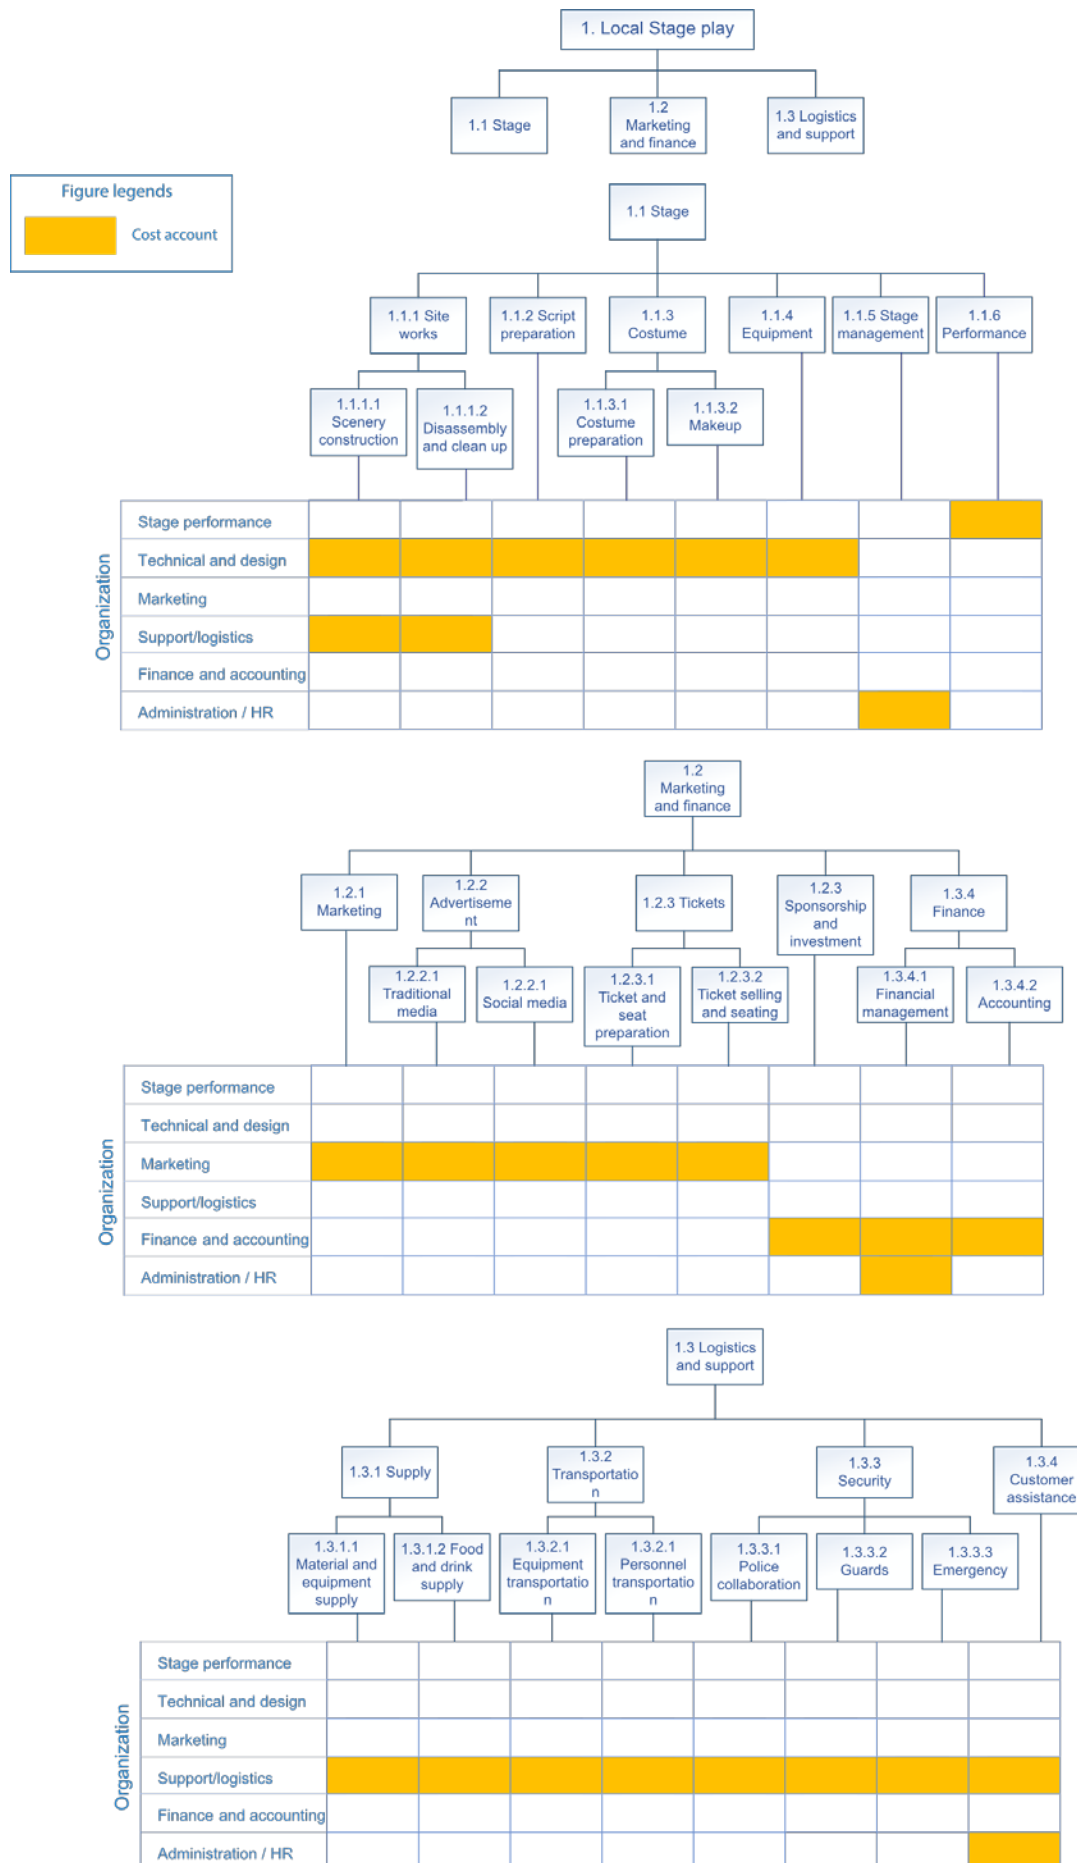 1. Local Stage play
1.1 Stage
1.2
Marketing
and finance
1.3 Logistics
and support
Figure legends
Cost account
1.1 Stage
1.1.1 Site
works
1.1.2 Script
preparation
1.1.3
Costume
1.1.4
Equipment
1.1.5 Stage
management
1.1.6
Performance
1.1.1.1
Scenery
construction
1.1.1.2
Disassembly
and clean up
1.1.3.1
Costume
preparation
1.1.3.2
Makeup
Organization
Stage performance
Technical and design
Marketing
Support/logistics
Finance and accounting
Administration / HR
1.2
Marketing
and finance
1.2.1
Marketing
1.2.2
Advertiseme
nt
1.2.3 Tickets
1.2.3
Sponsorship
and
investment
1.3.4
Finance
1.2.2.1
Traditional
media
1.2.2.1
Social media
1.2.3.1
Ticket and
seat
preparation
1.2.3.2
Ticket selling
and seating
1.3.4.1
Financial
management
1.3.4.2
Accounting
Organization
Stage performance
Technical and design
Marketing
Support/logistics
Finance and accounting
Administration / HR
1.3 Logistics
and support
1.3.1 Supply
1.3.2
Transportatio
n
1.3.3
Security
1.3.4
Customer
assistance
1.3.1.1
Material and
equipment
supply
1.3.1.2 Food
and drink
supply
1.3.2.1
Equipment
transportatio
n
1.3.2.1
Personnel
transportatio
n
1.3.3.1
Police
collaboration
1.3.3.2
Guards
1.3.3.3
Emergency
Organization
Stage performance
Technical and design
Marketing
Support/logistics
Finance and accounting
Administration / HR